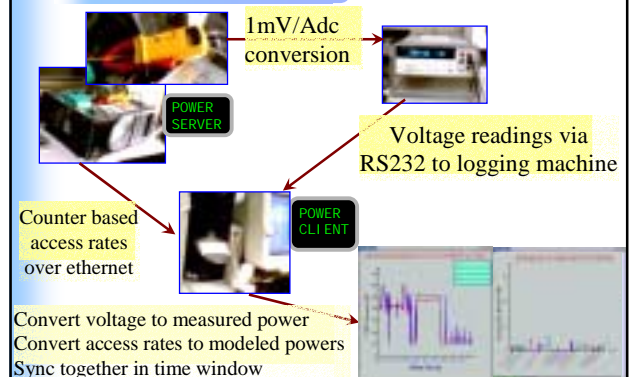 1mV/Adc
conversion
POWER
SERVER
Voltage readings via
RS232 to logging machine
Counter based
access rates
over ethernet
POWER
CLIENT
Convert voltage to measured power
Convert access rates to modeled powers
Sync together in time window